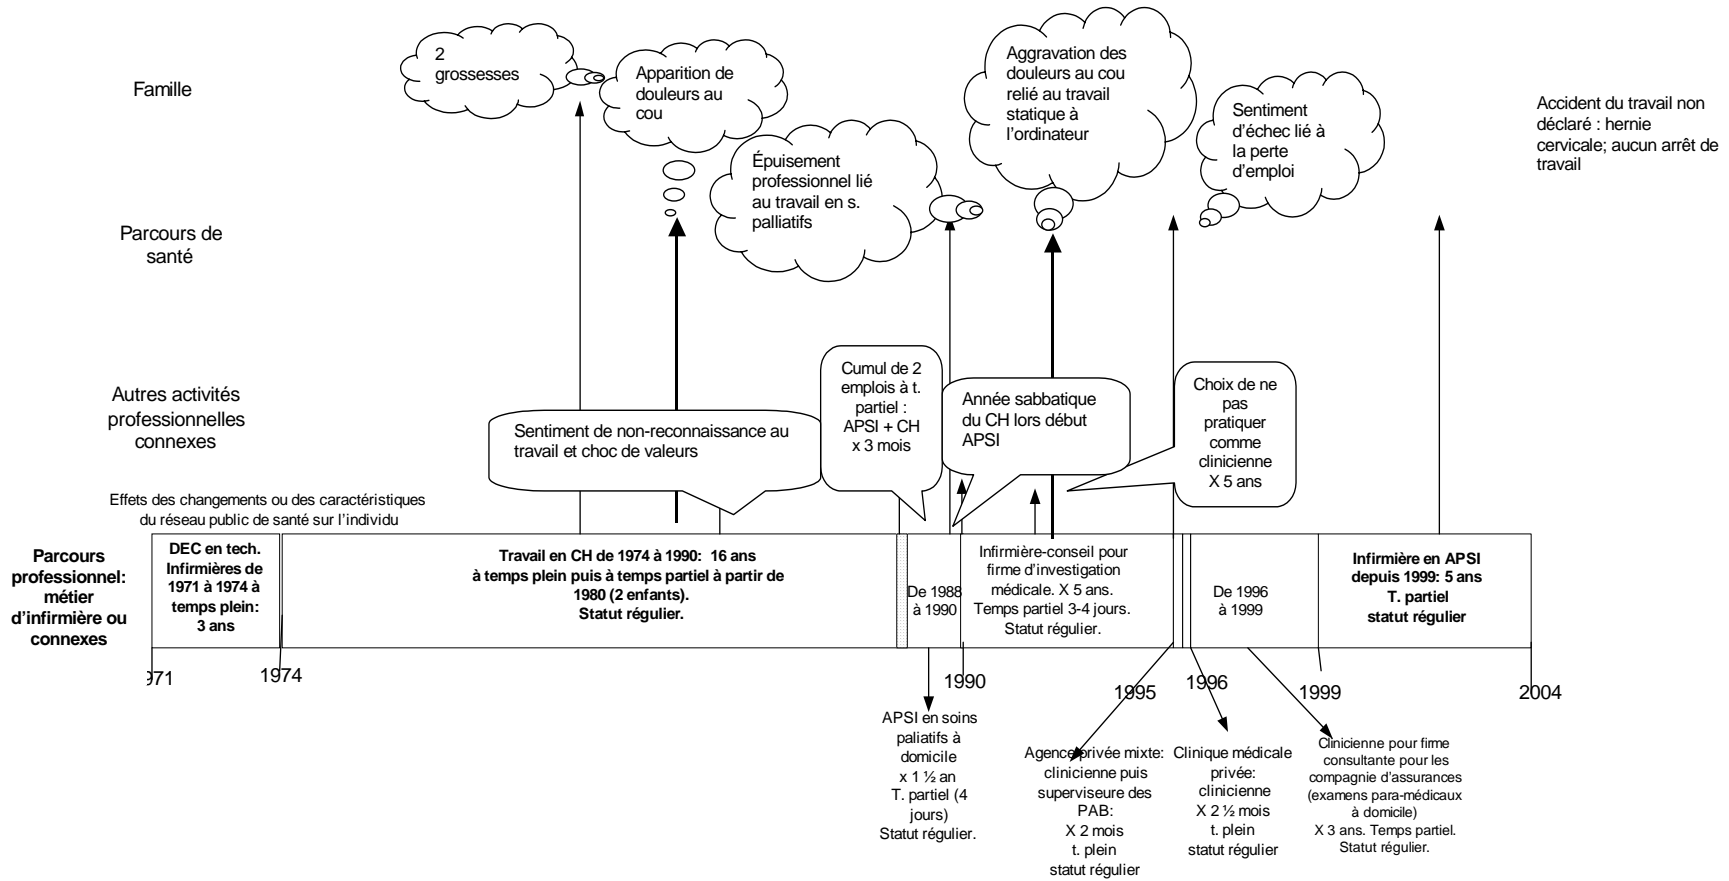 Famille
2
grossesses
Apparition de
douleurs au
cou
Épuisement
professionnel lié
au travail en s.
palliatifs
Aggravation des
douleurs au cou
relié au travail
statique à
l'ordinateur
Sentiment
d'échec lié à
la perte
d'emploi
Accident du travail non
déclaré : hernie
cervicale; aucun arrêt de
travail
Parcours de
santé
Autres activités
professionnelles
connexes
Sentiment de non-reconnaissance au
travail et choc de valeurs
Cumul de 2
emplois à t.
partiel :
APSI + CH
x 3 mois
Année sabbatique
du CH lors début
APSI
Choix de ne
pas
pratiquer
comme
clinicienne
X 5 ans
Effets des changements ou des caractéristiques
du réseau public de santé sur l'individu
Parcours
professionnel:
métier
d'infirmière ou
connexes
DEC en tech.
Infirmières de
1971 à 1974 à
temps plein:
3 ans
Travail en CH de 1974 à 1990: 16 ans
à temps plein puis à temps partiel à partir de
1980 (2 enfants).
Statut régulier.
De 1988
à 1990
Infirmière-conseil pour
firme d'investigation
médicale. X 5 ans.
Temps partiel 3-4 jours.
Statut régulier.
De 1996
à 1999
Infirmière en APSI
depuis 1999: 5 ans
T. partiel
statut régulier
971
1974
1990
1995
1996
1999
2004
APSI en soins
paliatifs à
domicile
x 1 ½ an
T. partiel (4
jours)
Statut régulier.
Agence privée mixte:
clinicienne puis
superviseure des
PAB:
X 2 mois
t. plein
statut régulier
Clinique médicale
privée:
clinicienne
X 2 ½ mois
t. plein
statut régulier
Clinicienne pour firme
consultante pour les
compagnie d'assurances
(examens para-médicaux
à domicile)
X 3 ans. Temps partiel.
Statut régulier.